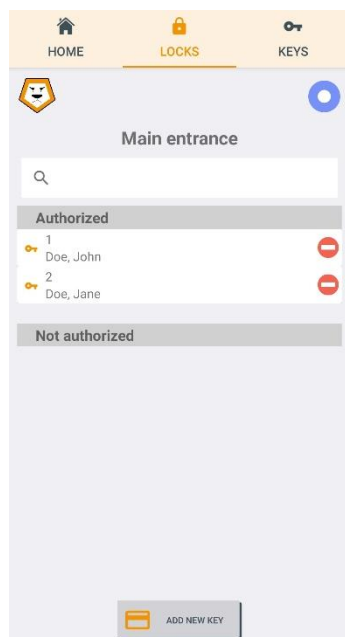 HOME LOCKS KEYS
Main entrance
Authorized
1
Doe, John
2
Doe, Jane
Not authorized
ADD NEW KEY